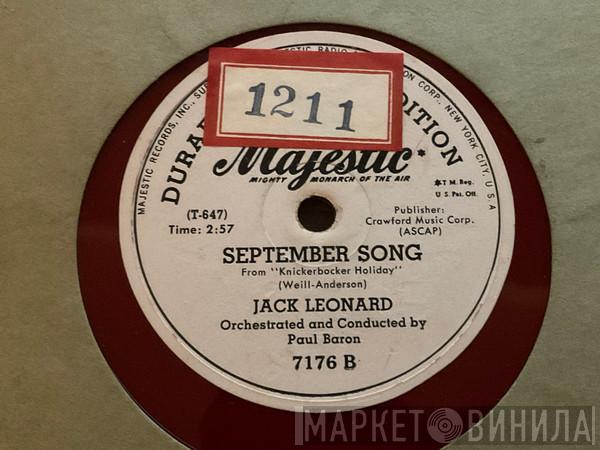 MAJESTIC RECORDS, INC., SU
ESTIC RADIO
ON CORP., NEW YORK CITY, U.S.A.
DURA
DITION
1211
Majestic*
MIGHTY MONARCH OF THE AIR
*T M. Reg.
U S. Pat. Off.
(T-647)
Time: 2:57
Publisher:
Crawford Music Corp.
(ASCAP)
SEPTEMBER SONG
From "Knickerbocker Holiday"
(Weill-Anderson)
JACK LEONARD
Orchestrated and Conducted by
Paul Baron
7176 B
МАРКЕТ ВИНИЛА